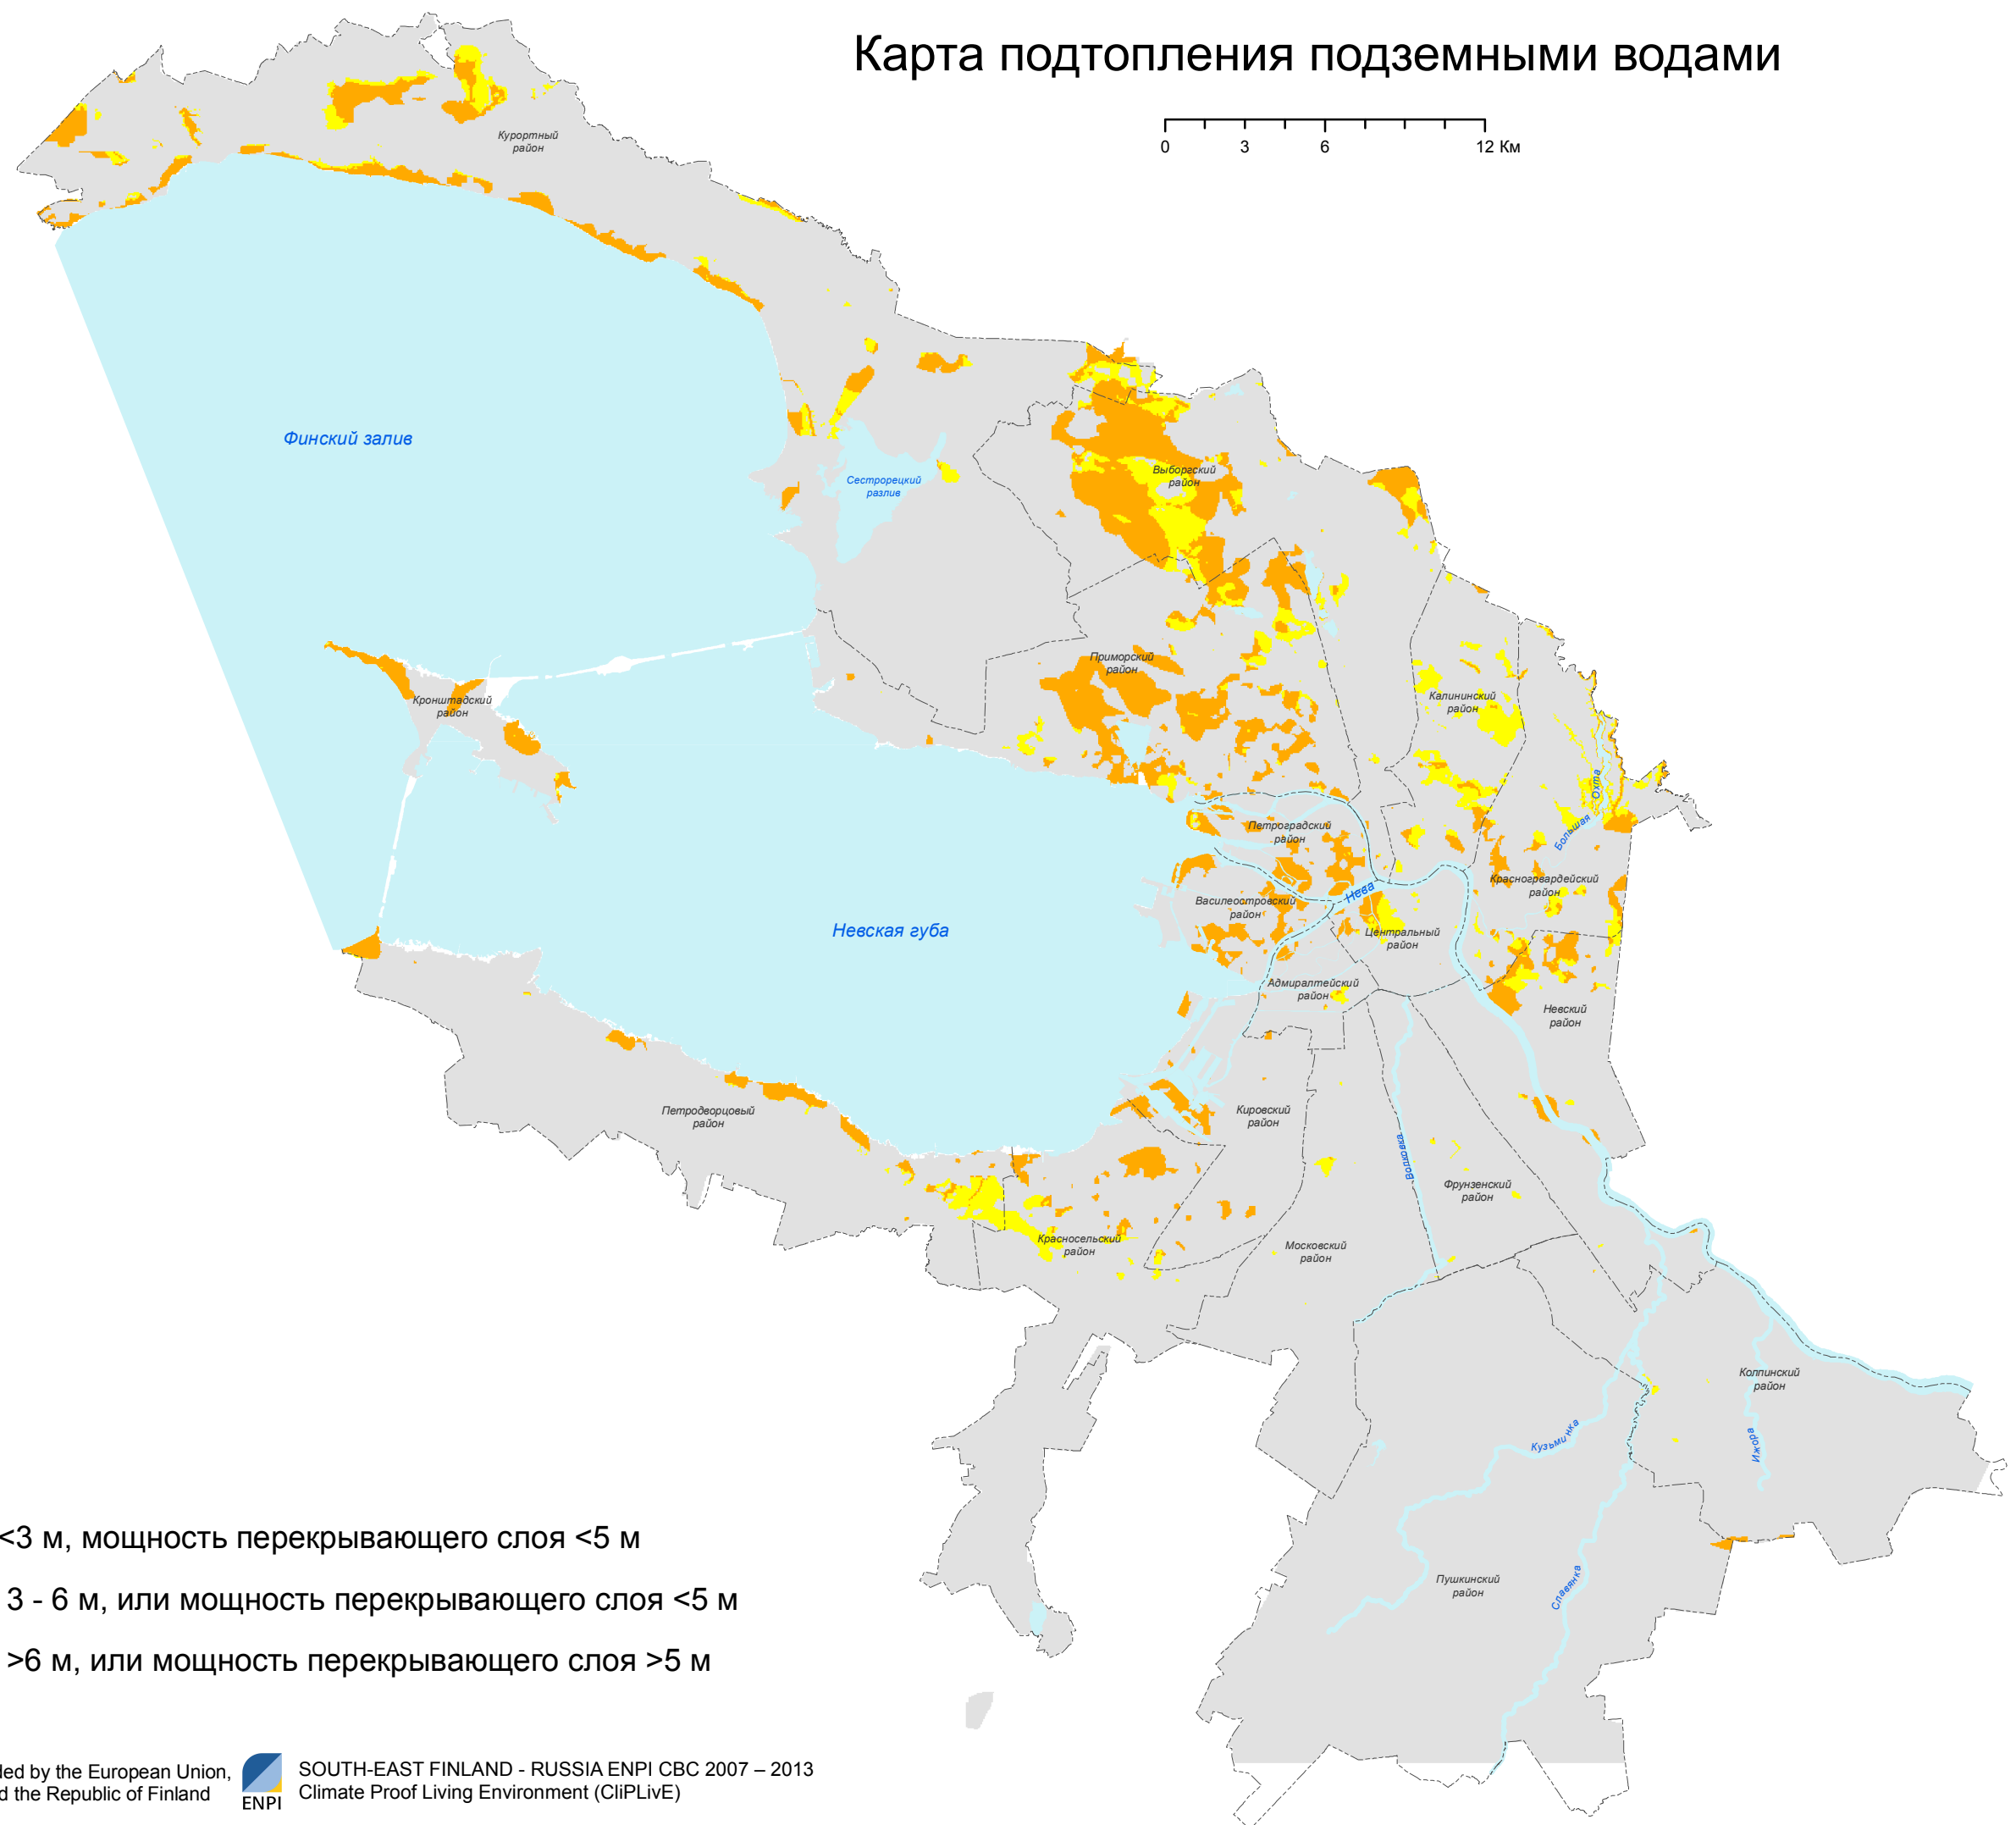 Карта подтопления подземными водами
0 3 6 12 Км
Курортный
район
Финский залив
Сестрорецкий
разлив
Выборгский
район
Приморский
район
Калининский
район
Кронштадский
район
Охта
Большая
Петроградский
район
Красногрвардейский
район
Нева
Василеостровский
район
Невская губа
Центральный
район
Адмиралтейский
район
Невский
район
Петродворцовый
район
Кировский
район
Волковка
Фрунзенский
район
Красносельский
район
Московский
район
Колпинский
район
Кузьминка
Ижора
Пушкинский
район
Славянка
<3 м, мощность перекрывающего слоя <5 м
3 - 6 м, или мощность перекрывающего слоя <5 м
>6 м, или мощность перекрывающего слоя >5 м
ded by the European Union,
d the Republic of Finland
ENPI
SOUTH-EAST FINLAND - RUSSIA ENPI CBC 2007 – 2013
Climate Proof Living Environment (CliPLivE)